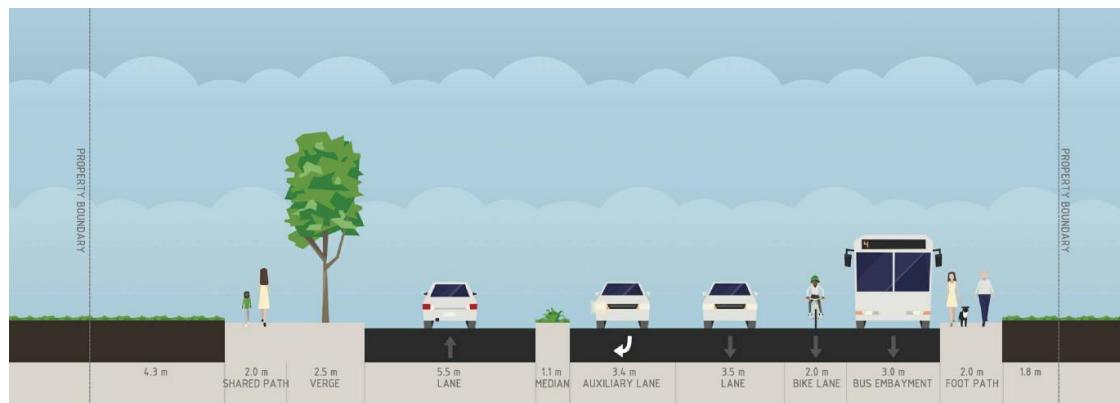 PROPERTY BOUNDARY
PROPERTY BOUNDARY
4
4.3 m
2.0 m
SHARED PATH
2.5 m
VERGE
5.5 m
LANE
1.1 m
MEDIAN
3.4 m
AUXILIARY LANE
3.5 m
LANE
2.0 m
BIKE LANE
3.0 m
BUS EMBAYMENT
2.0 m
FOOT PATH
1.8 m